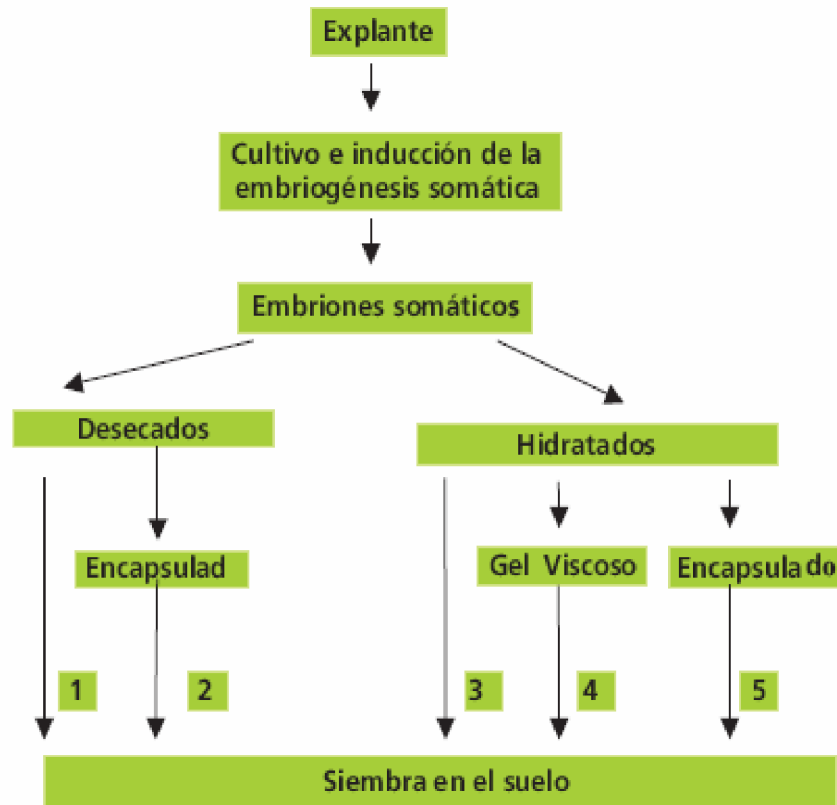 Explante
Cultivo e inducción de la
embriogénesis somática
Embriones somáticos
Desecados
Hidratados
Encapsulad
Gel Viscoso
Encapsulado
1
2
3
4
5
Siembra en el suelo